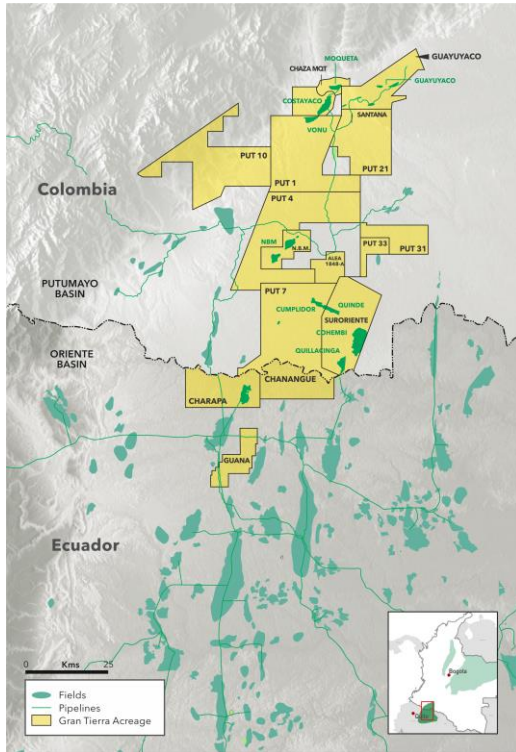 MOQUETA
CHAZA MQT
GUAYUYACO
GUAYUYACO
COSTAYACO
SANTANA
VONU
PUT 10
PUT 21
PUT 1
Colombia
PUT 4
N.B.M.
NBM
PUT 33
PUT 31
ALEA
1848-A
PUTUMAYO
BASIN
PUT 7
CUMPLIDOR
QUINDE
SURORIENTE
COHEMBI
ORIENTE
BASIN
QUILLACINGA
CHANANGUE
CHARAPA
GUANA
Ecuador
0
Kms
25
Fields
Pipelines
Gran Tierra Acreage
Bogota